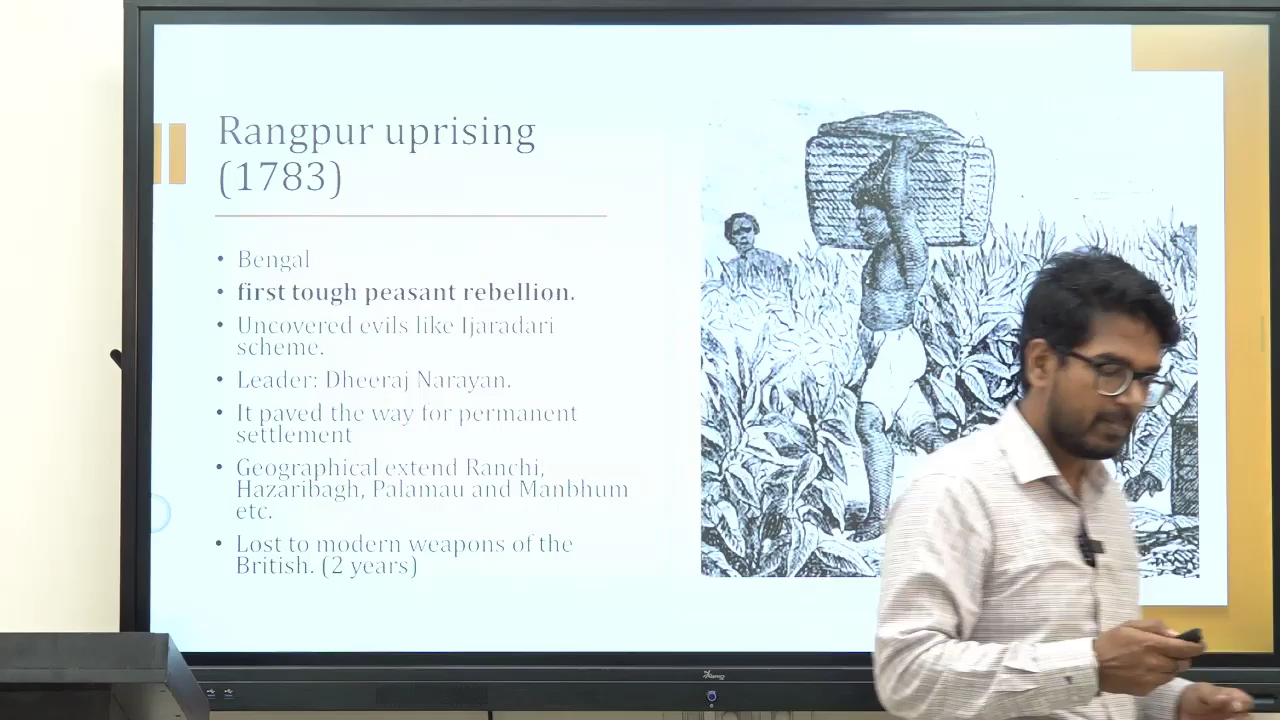 Rangpur uprising
(1783)
• Bengal
• first tough peasant rebellion.
• Uncovered evils like Ijaradari
scheme.
• Leader: Dheeraj Narayan.
• It paved the way for permanent
settlement
• Geographical extend Ranchi,
Hazaribagh, Palamau and Manbhum
etc.
• Lost to modern weapons of the
British. (2 years)